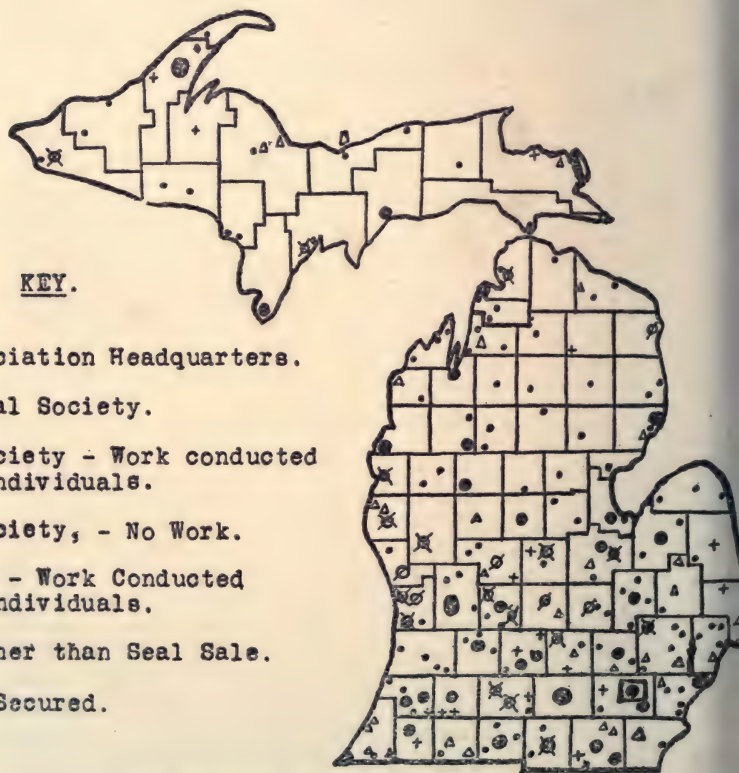 KEY.
ciation Headquarters.
al Society.
ciety - Work conducted
ndividuals.
ciety, - No Work.
- Work Conducted
ndividuals.
her than Seal Sale.
Secured.